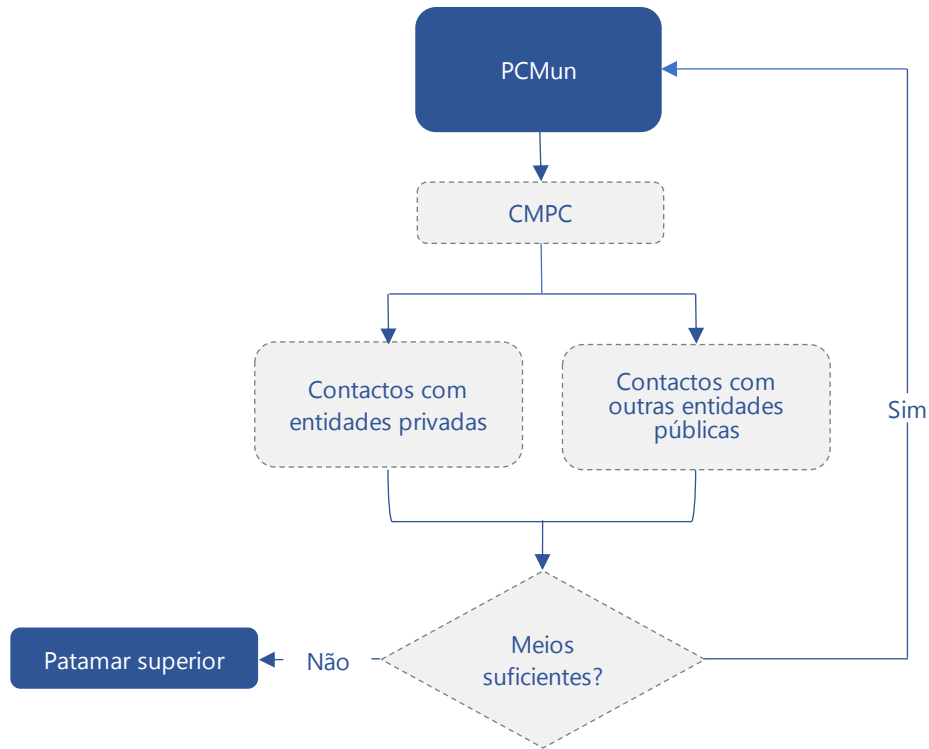 PCMun
CMPC
Contactos com
entidades privadas
Contactos com
outras entidades
públicas
Sim
Meios
suficientes?
Não
Patamar superior